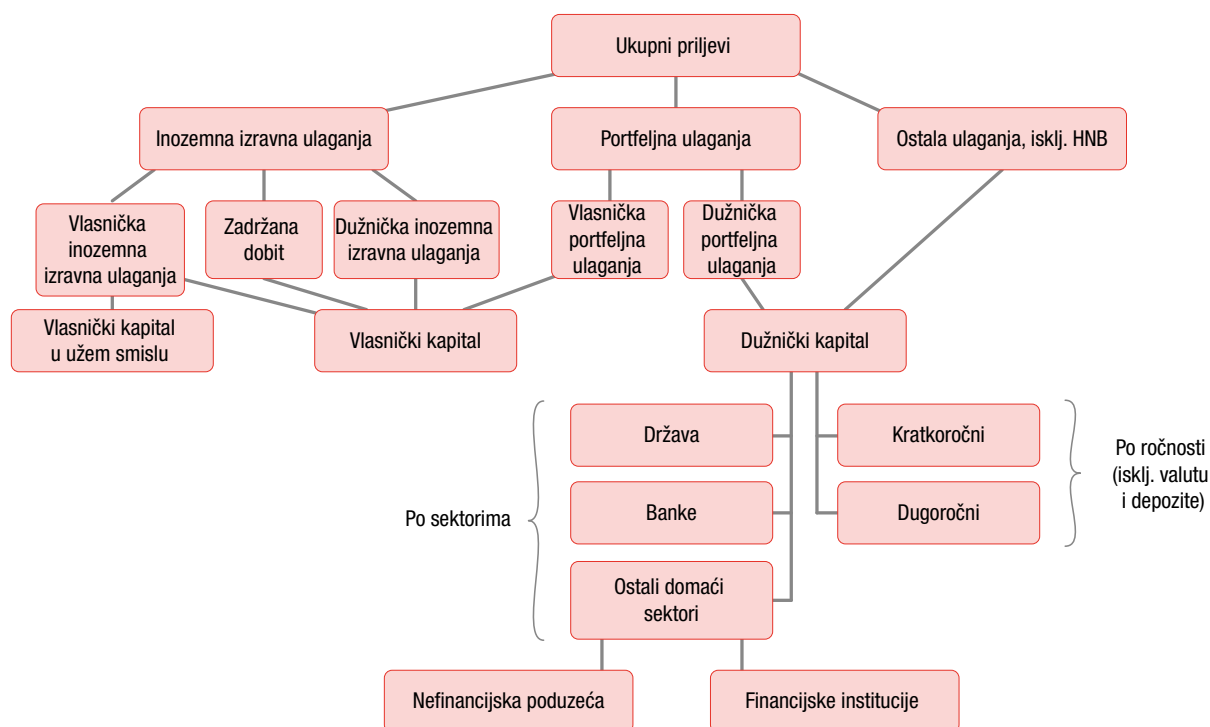 Ukupni priljevi
Inozemna izravna ulaganja
Portfeljna ulaganja
Ostala ulaganja, isklj. HNB
Vlasnička
inozemna
izravna ulaganja
Zadržana
dobit
Dužnička inozemna
izravna ulaganja
Vlasnička
portfeljna
ulaganja
Dužnička
portfeljna
ulaganja
Vlasnički kapital
u užem smislu
Vlasnički kapital
Dužnički kapital
Po sektorima
Država
Banke
Ostali domaći
sektori
Kratkoročni
Dugoročni
Po ročnosti
(isklj. valutu
i depozite)
Nefinancijska poduzeća
Financijske institucije